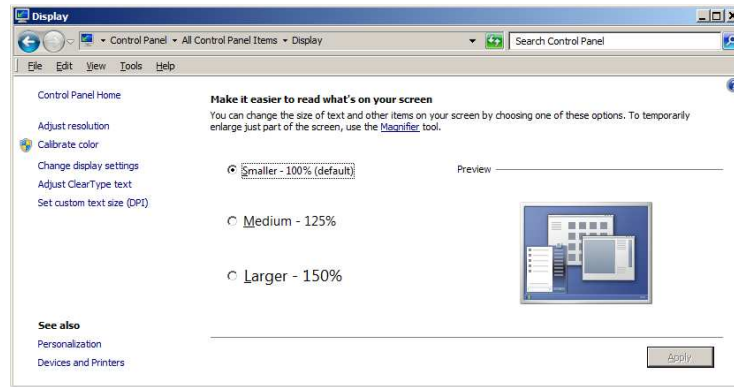 Display
Control Panel All Control Panel Items Display
Search Control Panel
File Edit View Tools Help
Control Panel Home
Adjust resolution
Calibrate color
Change display settings
Adjust ClearType text
Set custom text size (DPI)
Make it easier to read what's on your screen
You can change the size of text and other items on your screen by choosing one of these options. To temporarily
enlarge just part of the screen, use the Magnifier tool.
Smaller - 100% (default)
Preview
Medium - 125%
Larger - 150%
See also
Personalization
Devices and Printers
Apply